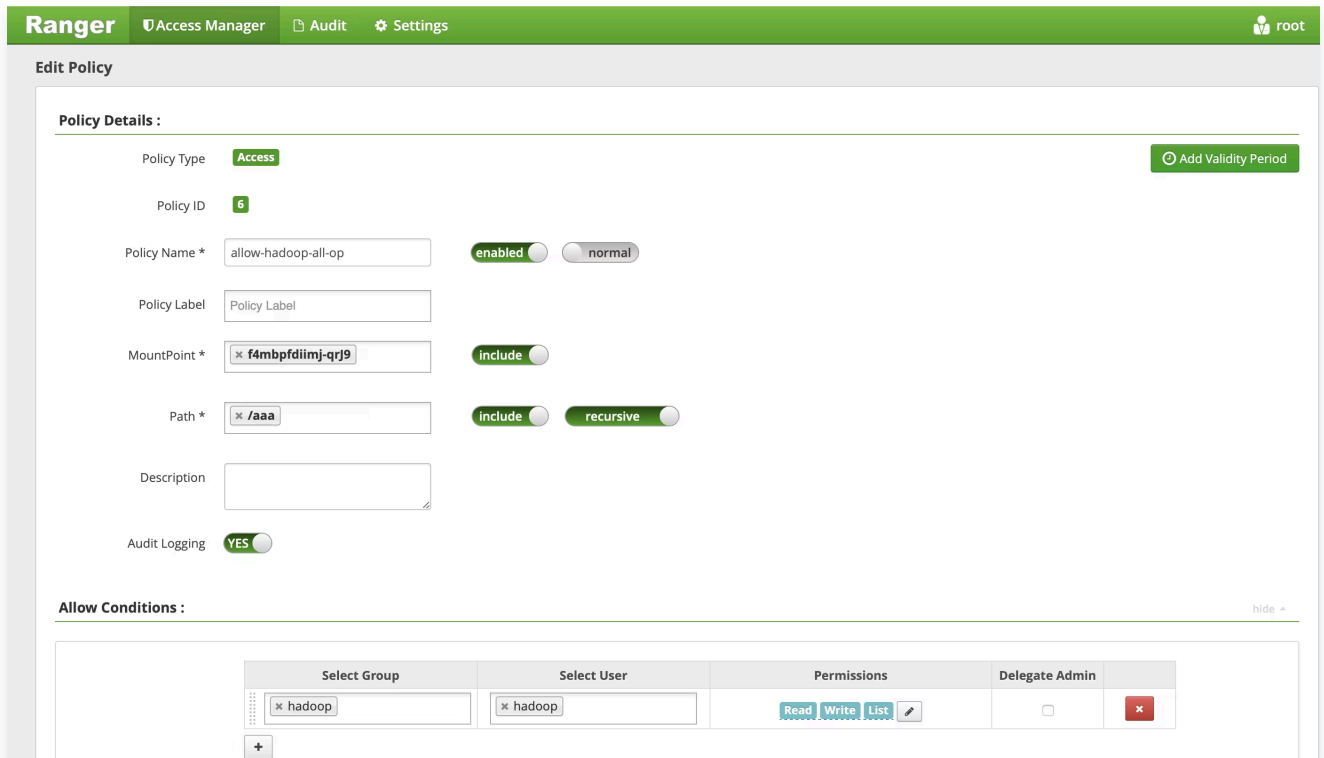 Ranger Access Manager Audit Settings root
Edit Policy
Policy Details :
Policy Type Access Add Validity Period
Policy ID 6
Policy Name * allow-hadoop-all-op enabled normal
Policy Label Policy Label
MountPoint * × f4mbpfdiimj-qrJ9 include
Path * × /aaa include recursive
Description
Audit Logging YES
Allow Conditions : hide
Select Group Select User Permissions Delegate Admin
× hadoop × hadoop Read Write List ×
+